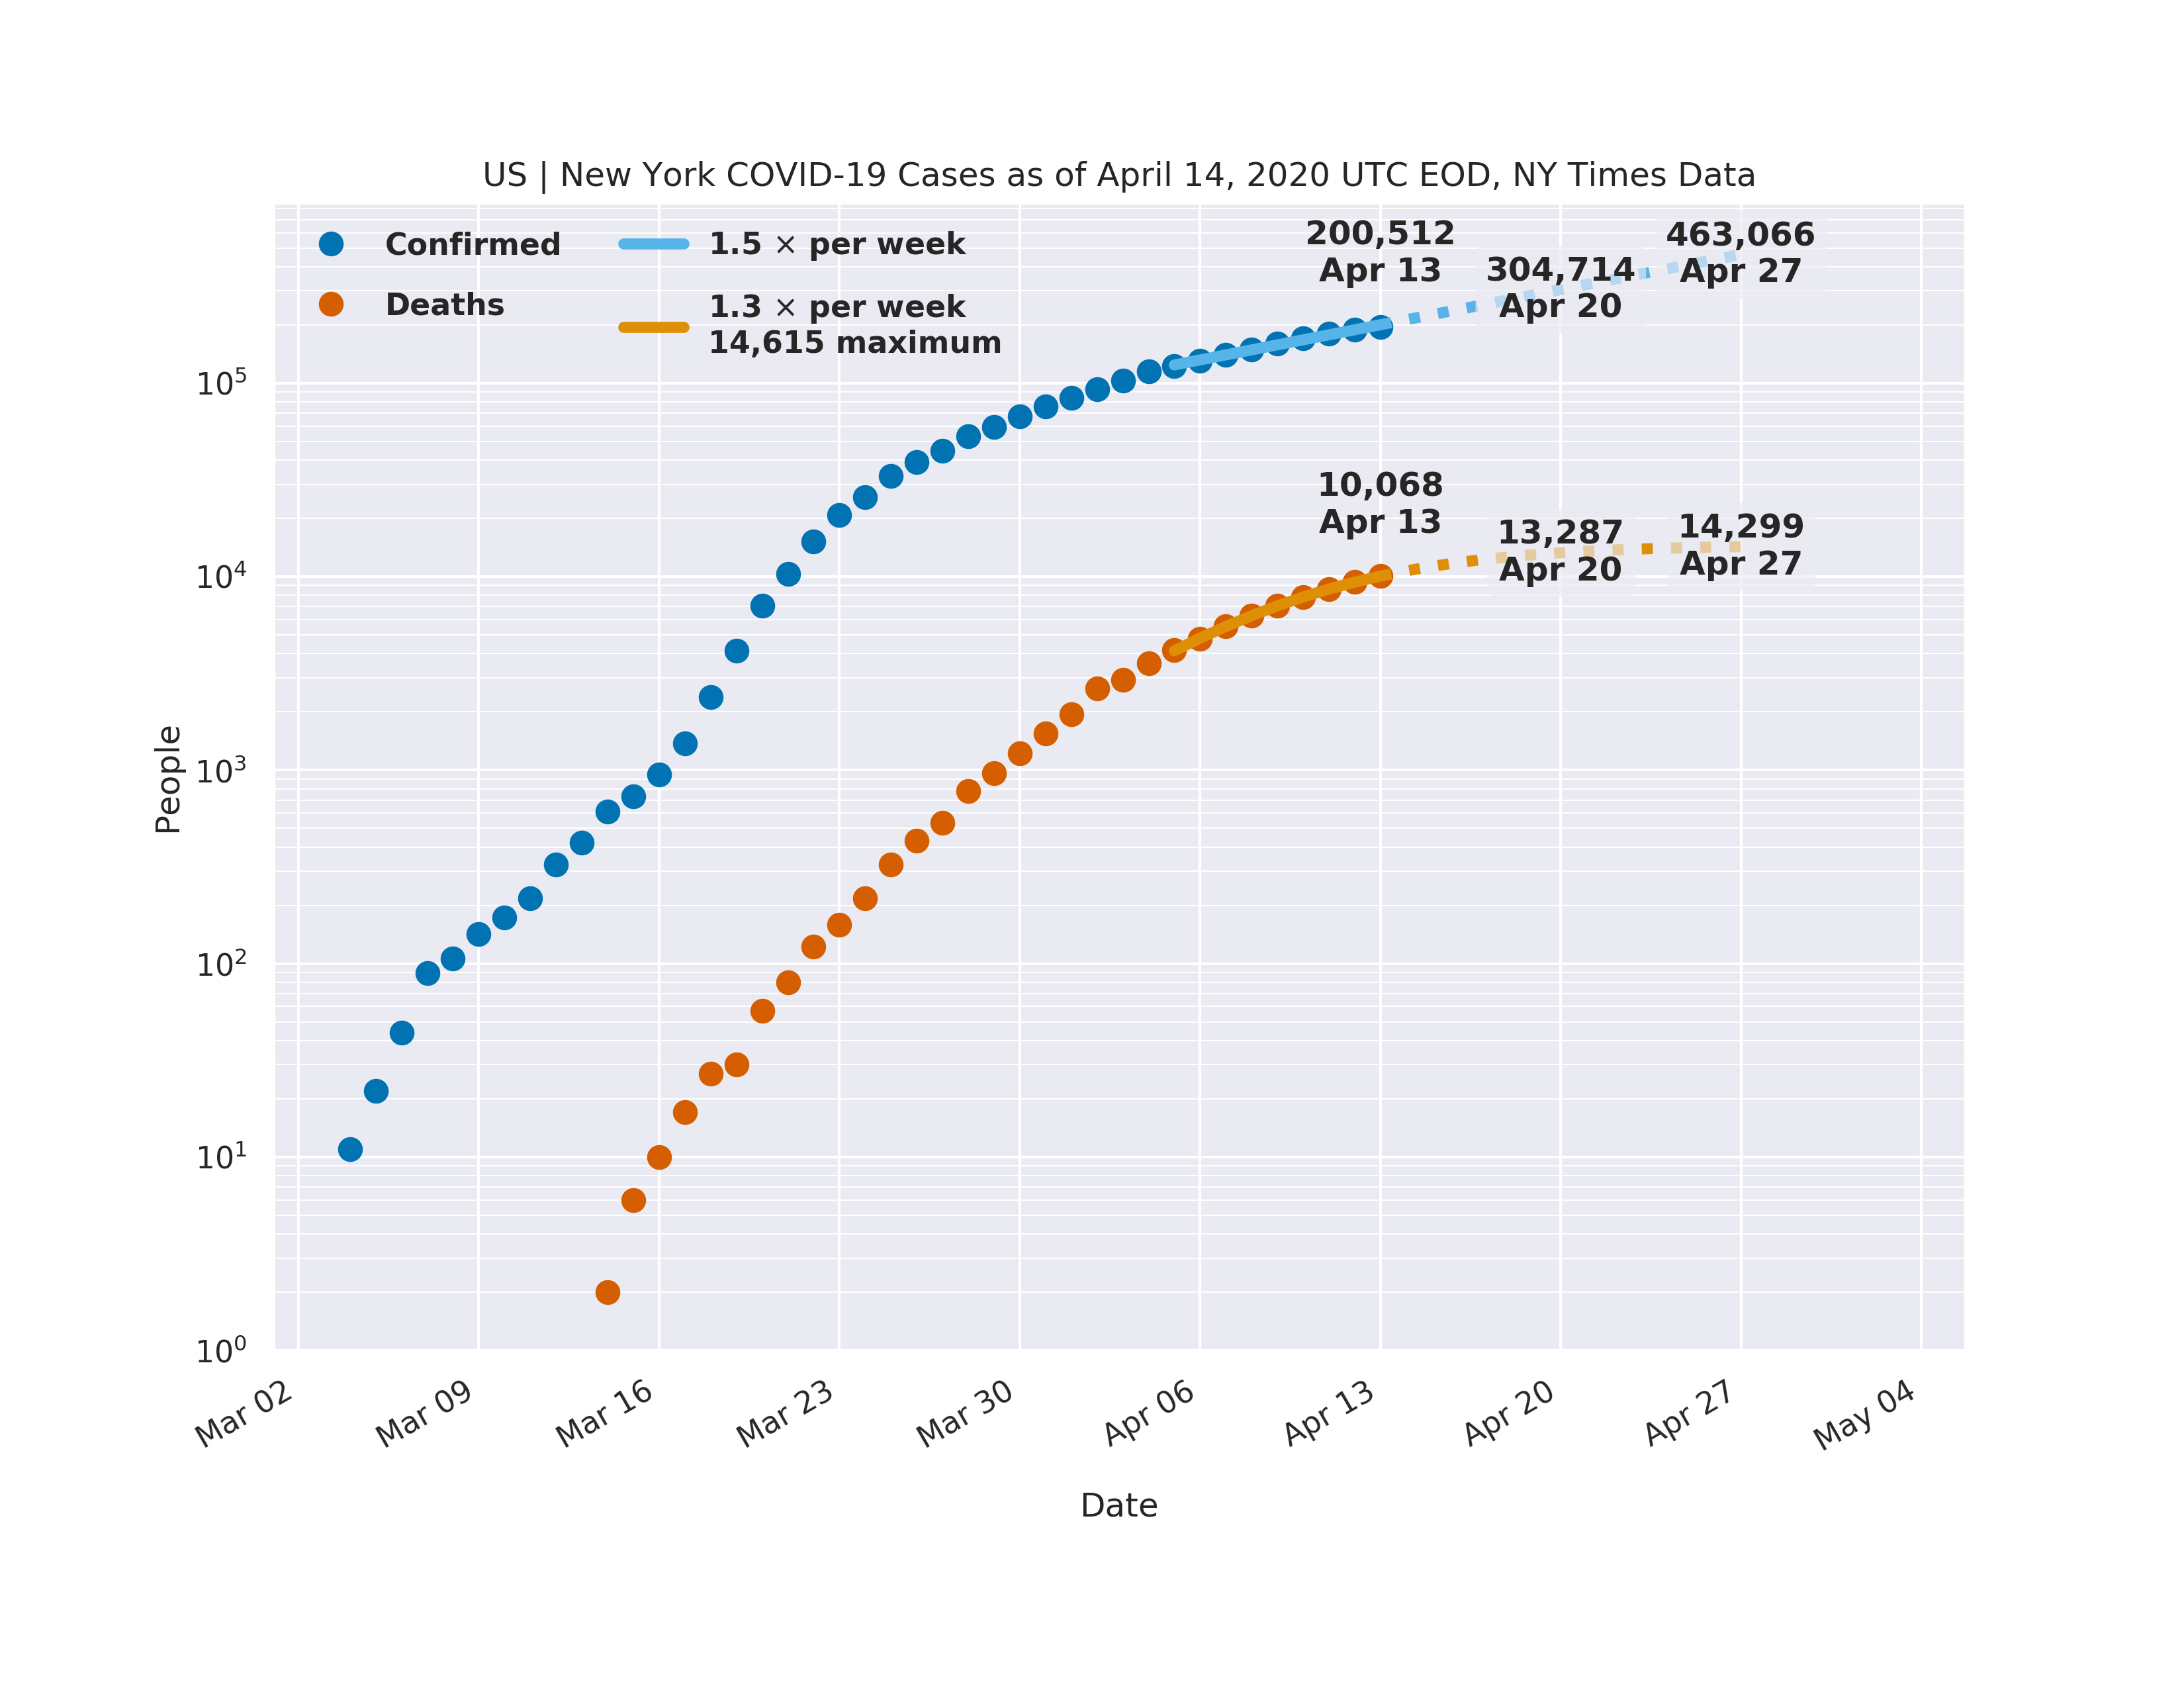 US | New York COVID-19 Cases as of April 14, 2020 UTC EOD, NY Times Data
Confirmed
Deaths
1.5 × per week
1.3 × per week
14,615 maximum
200,512
Apr 13
304,714
Apr 20
463,066
Apr 27
10,068
Apr 13
13,287
Apr 20
14,299
Apr 27
People
10⁵
10⁴
10³
10²
10¹
10⁰
Mar 02
Mar 09
Mar 16
Mar 23
Mar 30
Apr 06
Apr 13
Apr 20
Apr 27
May 04
Date